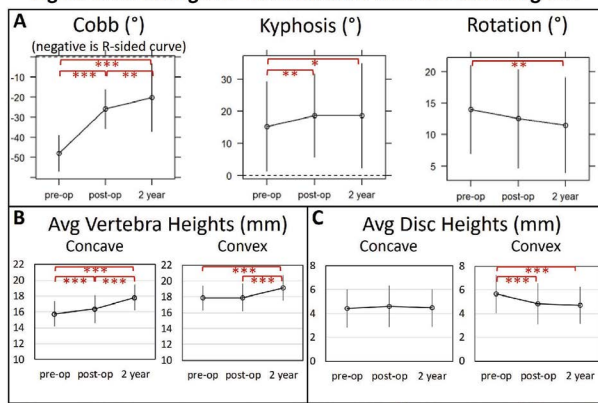 A
Cobb (°)
(negative is R-sided curve)
***
***
**
-10
-20
-30
-40
-50
pre-op
post-op
2 year
Kyphosis (°)
*
**
30
20
10
0
pre-op
post-op
2 year
Rotation (°)
**
20
15
10
5
pre-op
post-op
2 year
B
Avg Vertebra Heights (mm)
Concave
***
***
***
22
20
18
16
14
12
10
pre-op
post-op
2 year
Convex
***
***
22
20
18
16
14
12
10
pre-op
post-op
2 year
C
Avg Disc Heights (mm)
Concave
8
6
4
2
0
pre-op
post-op
2 year
Convex
***
***
8
6
4
2
0
pre-op
post-op
2 year